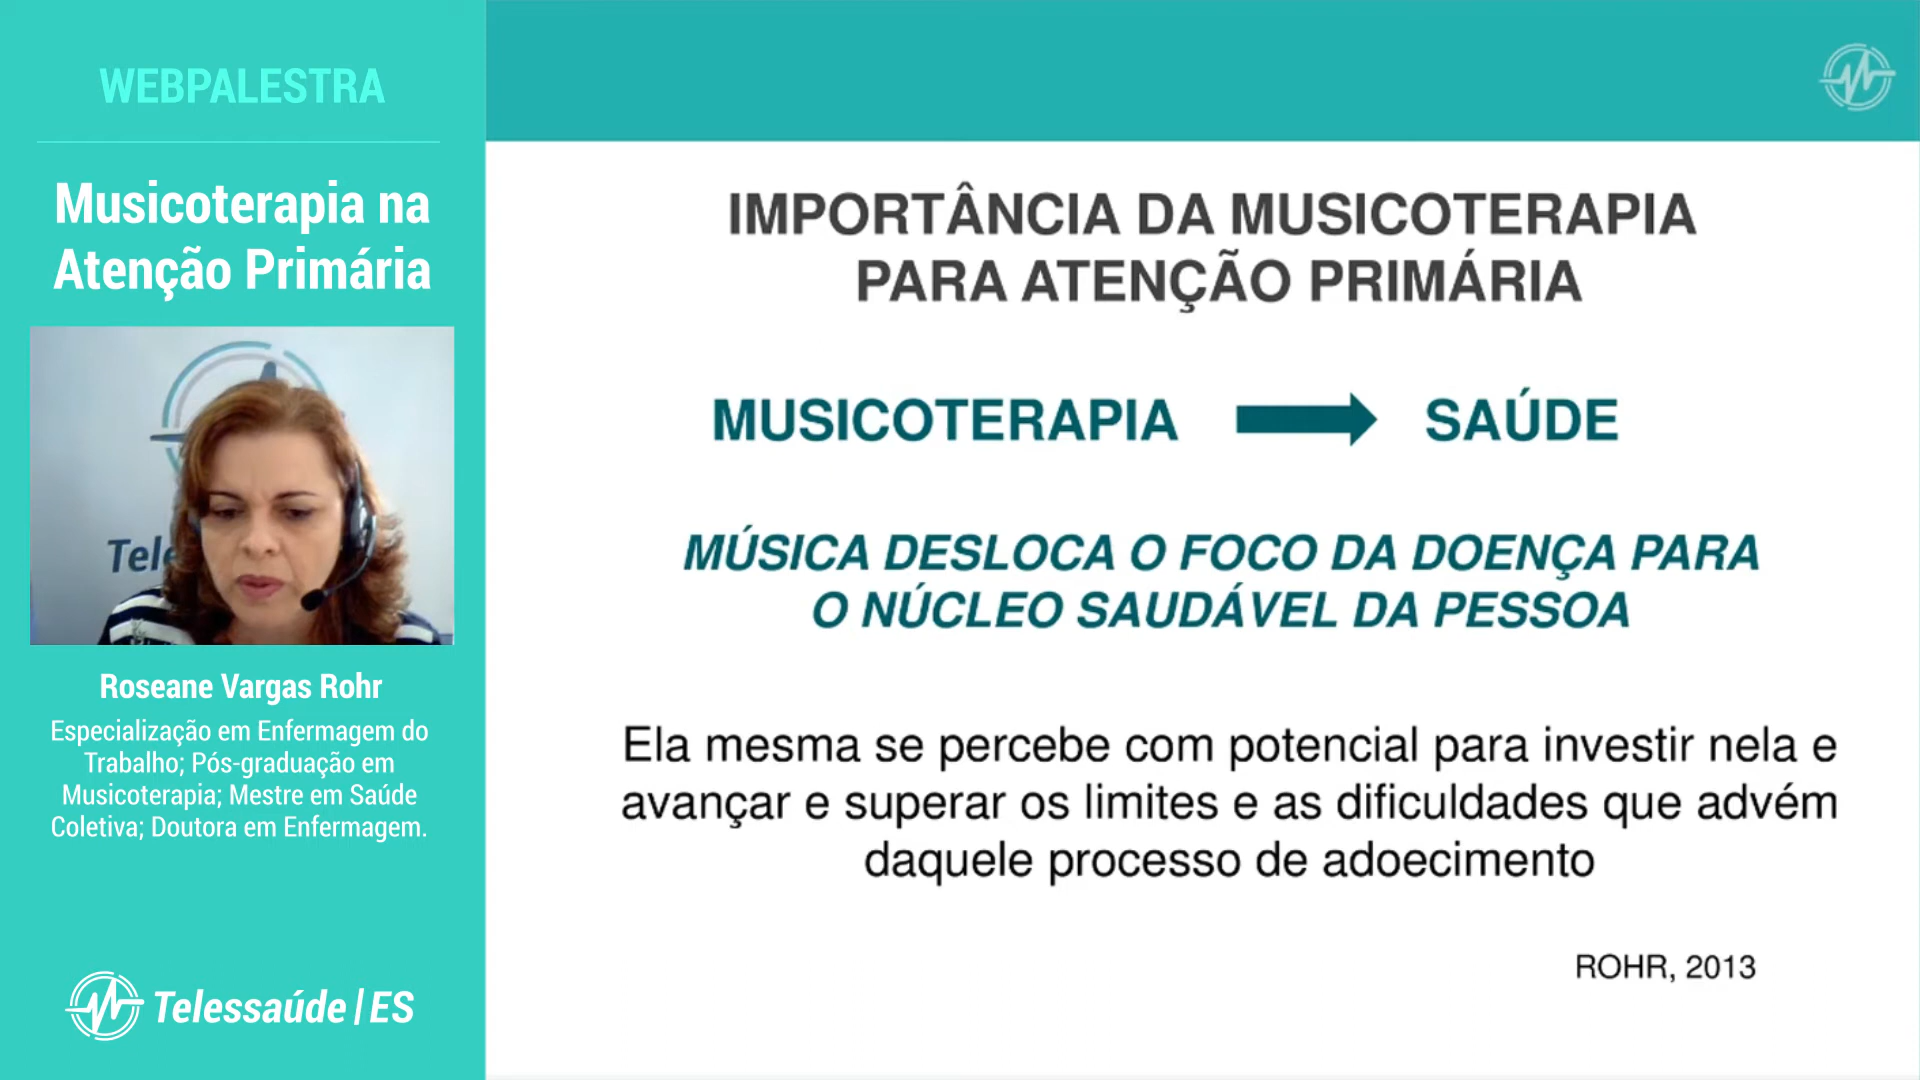 WEBPALESTRA
Musicoterapia na
Atenção Primária
Tele
Roseane Vargas Rohr
Especialização em Enfermagem do
Trabalho; Pós-graduação em
Musicoterapia; Mestre em Saúde
Coletiva; Doutora em Enfermagem.
Telessaúde|ES
IMPORTÂNCIA DA MUSICOTERAPIA
PARA ATENÇÃO PRIMÁRIA
MUSICOTERAPIA SAÚDE
MÚSICA DESLOCA O FOCO DA DOENÇA PARA
O NÚCLEO SAUDÁVEL DA PESSOA
Ela mesma se percebe com potencial para investir nela e
avançar e superar os limites e as dificuldades que advém
daquele processo de adoecimento
ROHR, 2013